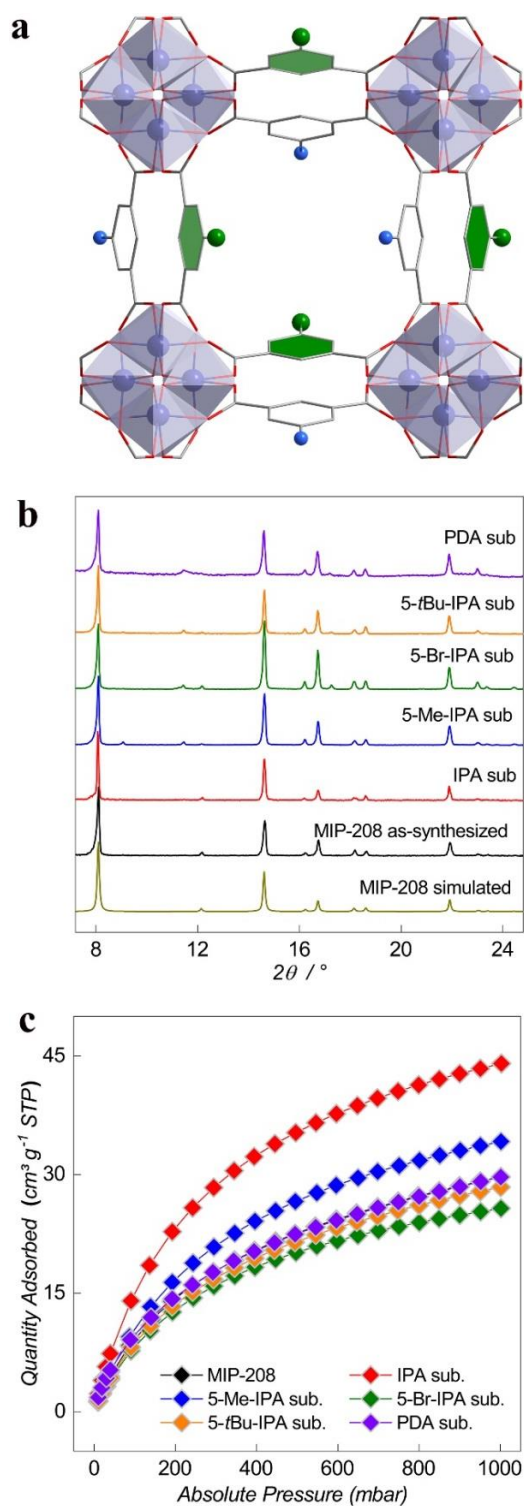 a
b
PDA sub
5-tBu-IPA sub
5-Br-IPA sub
5-Me-IPA sub
IPA sub
MIP-208 as-synthesized
MIP-208 simulated
8 12 16 20 24
2θ / °
c
Quantity Adsorbed (cm³ g⁻¹ STP)
45
30
15
0
MIP-208 IPA sub.
5-Me-IPA sub. 5-Br-IPA sub.
5-tBu-IPA sub. PDA sub.
0 200 400 600 800 1000
Absolute Pressure (mbar)